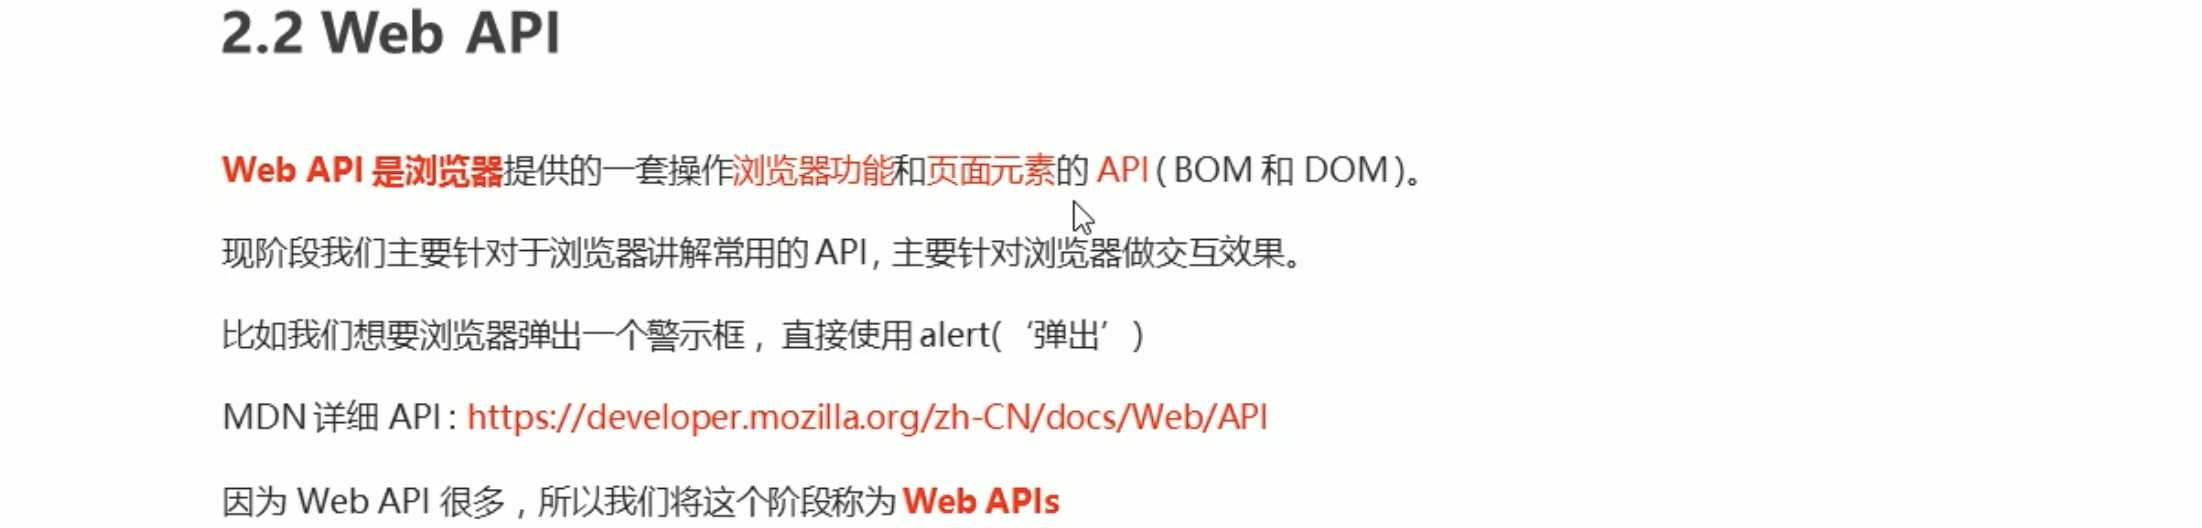 2.2 Web API
Web API 是浏览器提供的一套操作浏览器功能和页面元素的 API ( BOM 和 DOM )。
现阶段我们主要针对于浏览器讲解常用的 API , 主要针对浏览器做交互效果。
比如我们想要浏览器弹出一个警示框， 直接使用 alert(‘弹出’)
MDN 详细 API : https://developer.mozilla.org/zh-CN/docs/Web/API
因为 Web API 很多，所以我们将这个阶段称为 Web APIs